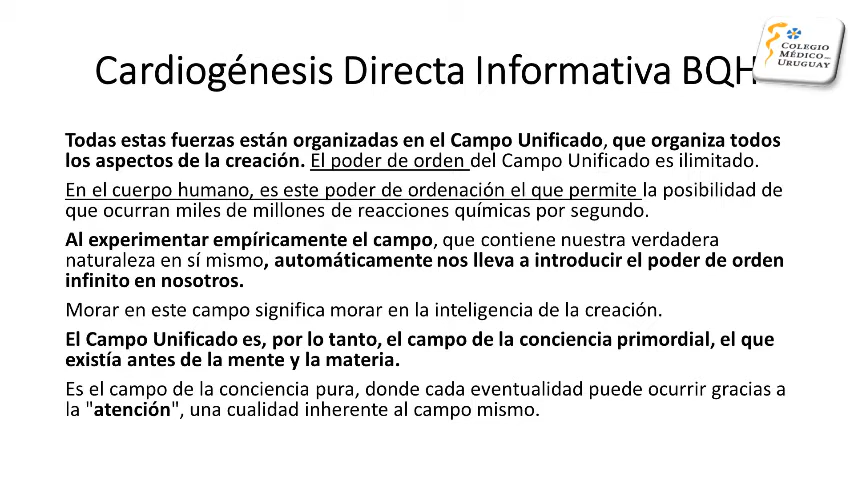 Cardiogénesis Directa Informativa BQH
COLEGIO
MÉDICO
URUGUAY
Todas estas fuerzas están organizadas en el Campo Unificado, que organiza todos
los aspectos de la creación. El poder de orden del Campo Unificado es ilimitado.
En el cuerpo humano, es este poder de ordenación el que permite la posibilidad de
que ocurran miles de millones de reacciones químicas por segundo.
Al experimentar empíricamente el campo, que contiene nuestra verdadera
naturaleza en sí mismo, automáticamente nos lleva a introducir el poder de orden
infinito en nosotros.
Morar en este campo significa morar en la inteligencia de la creación.
El Campo Unificado es, por lo tanto, el campo de la conciencia primordial, el que
existía antes de la mente y la materia.
Es el campo de la conciencia pura, donde cada eventualidad puede ocurrir gracias a
la "atención", una cualidad inherente al campo mismo.